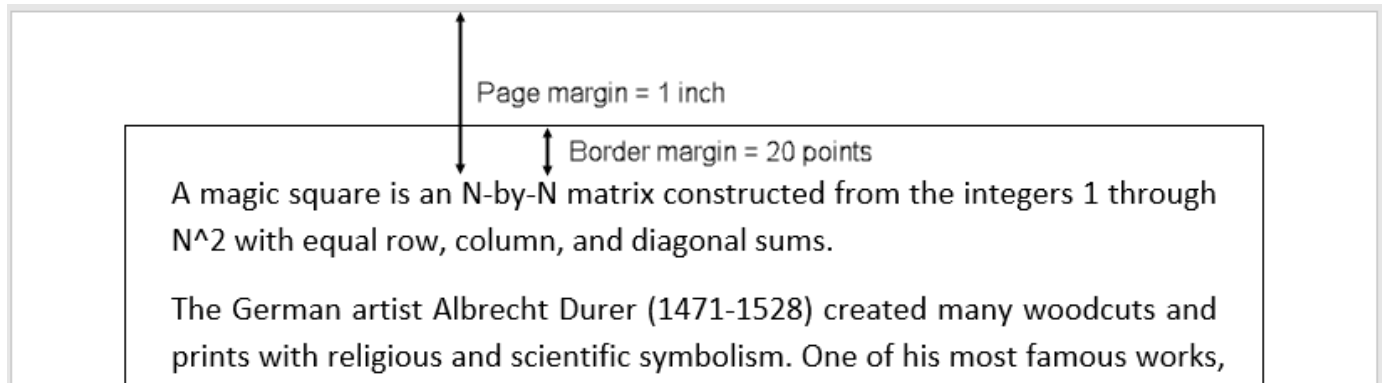 Page margin = 1 inch
Border margin = 20 points
A magic square is an N-by-N matrix constructed from the integers 1 through
N^2 with equal row, column, and diagonal sums.
The German artist Albrecht Durer (1471-1528) created many woodcuts and
prints with religious and scientific symbolism. One of his most famous works,